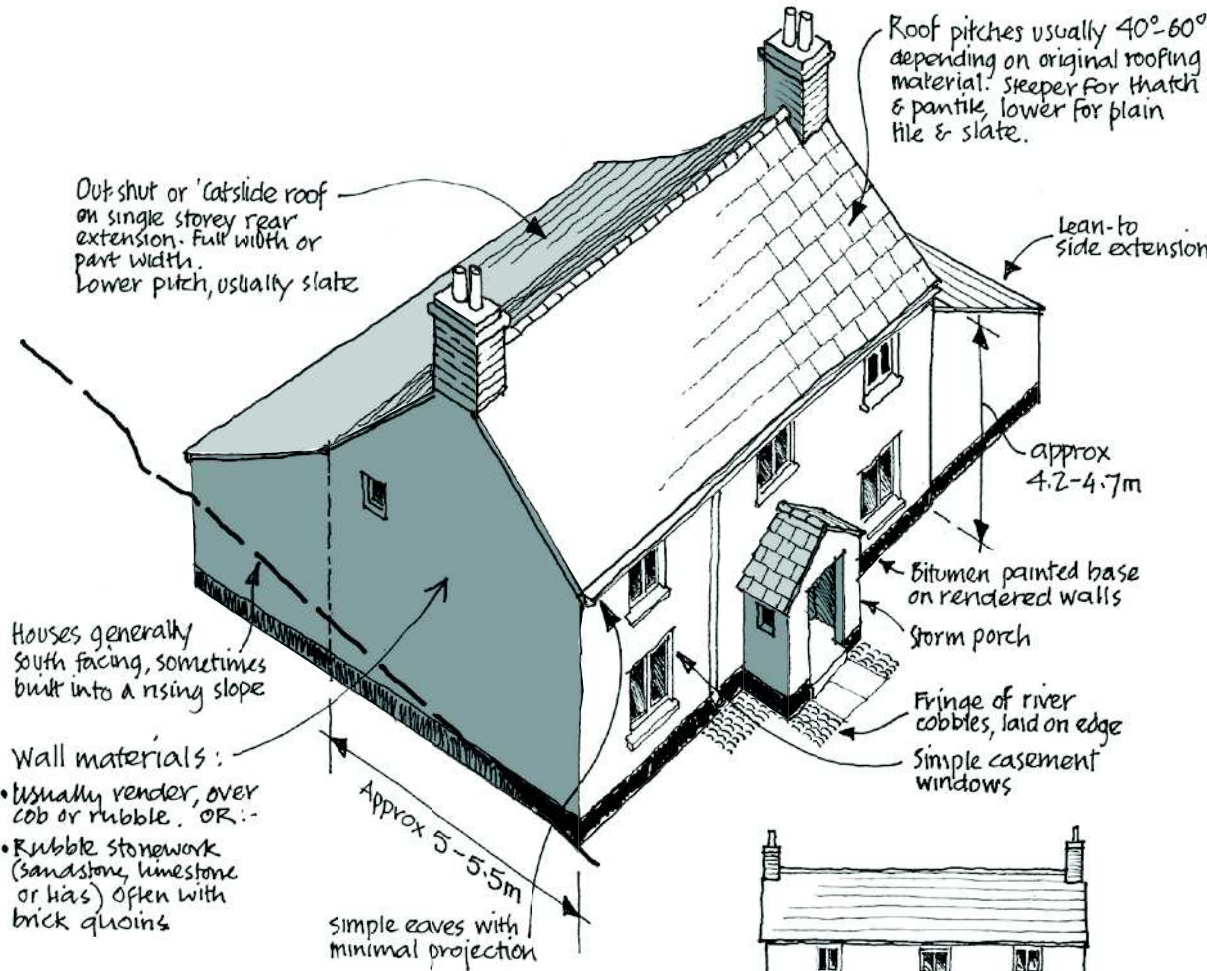 Roof pitches usually 40°-60°
depending on original roofing
material. Steeper for thatch
& pantile, lower for plain
tile & slate.
Out shut or 'Catslide roof
on single storey rear
extension. Full width or
part width.
Lower pitch, usually slate
Lean-to
side extension
approx
4.2-4.7m
Bitumen painted base
on rendered walls
Storm porch
Houses generally
south facing, sometimes
built into a rising slope
Fringe of river
cobbles, laid on edge
Simple casement
windows
Wall materials:
• Usually render, over
cob or rubble. OR:-
• Rubble stonework
(sandstone, limestone
or lias) often with
brick quoins
Approx 5-5.5m
simple eaves with
minimal projection